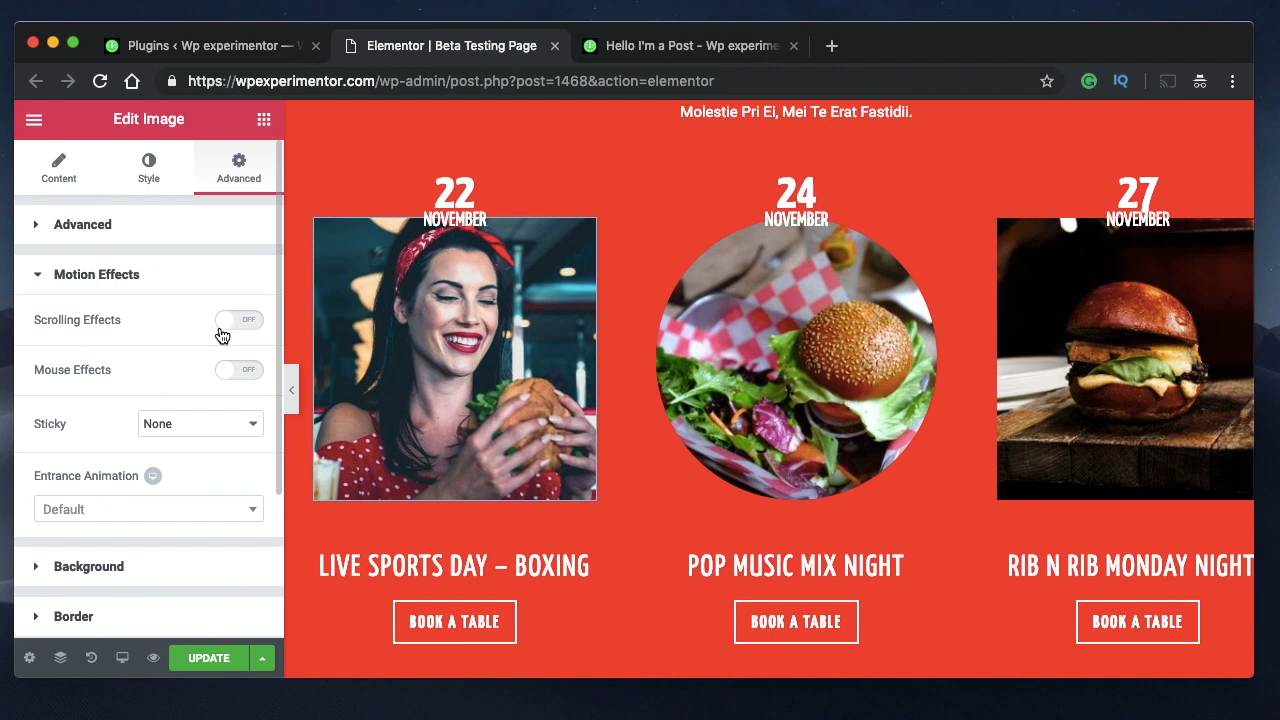 Plugins ‹ Wp experimentor — W
Elementor | Beta Testing Page
Hello I'm a Post - Wp experime
https://wpexperimentor.com/wp-admin/post.php?post=1468&action=elementor
IQ
Edit Image
Content
Style
Advanced
Advanced
Motion Effects
Scrolling Effects
OFF
Mouse Effects
OFF
Sticky
None
Entrance Animation
Default
Background
Border
UPDATE
Molestie Pri Ei, Mei Te Erat Fastidii.
22
NOVEMBER
LIVE SPORTS DAY – BOXING
BOOK A TABLE
24
NOVEMBER
POP MUSIC MIX NIGHT
BOOK A TABLE
27
NOVEMBER
RIB N RIB MONDAY NIGHT
BOOK A TABLE